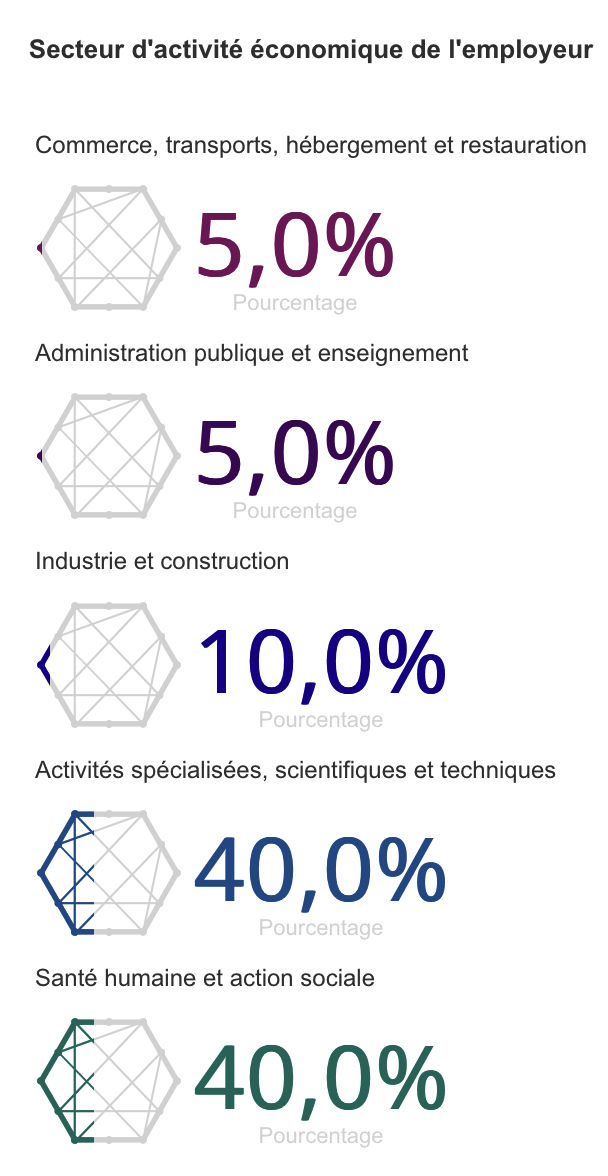 Secteur d'activité économique de l'employeur
Commerce, transports, hébergement et restauration
5,0%
Pourcentage
Administration publique et enseignement
5,0%
Pourcentage
Industrie et construction
10,0%
Pourcentage
Activités spécialisées, scientifiques et techniques
40,0%
Pourcentage
Santé humaine et action sociale
40,0%
Pourcentage